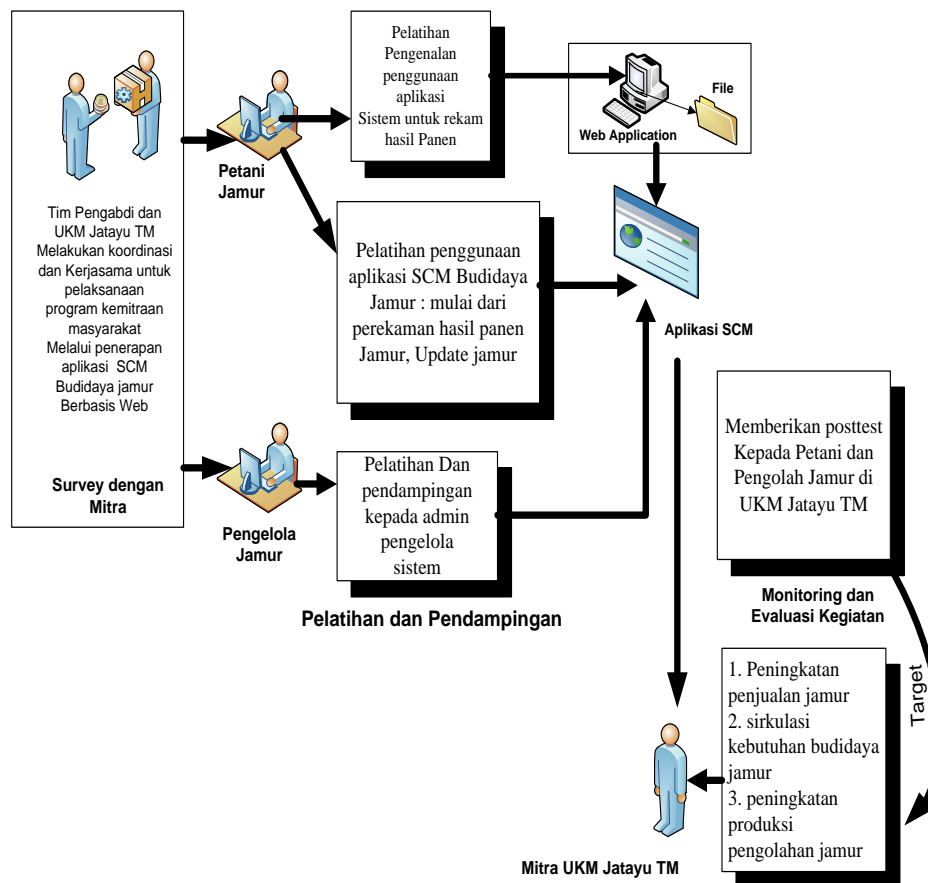 Tim Pengabdi dan
UKM Jatayu TM
Melakukan koordinasi
dan Kerjasama untuk
pelaksanaan
program kemitraan
masyarakat
Melalui penerapan
aplikasi SCM
Budidaya jamur
Berbasis Web
Survey dengan
Mitra
Petani
Jamur
Pelatihan
Pengenalan
penggunaan
aplikasi
Sistem untuk rekam
hasil Panen
Web Application
File
Pelatihan penggunaan
aplikasi SCM Budidaya
Jamur : mulai dari
perekaman hasil panen
Jamur, Update jamur
Aplikasi SCM
Pengelola
Jamur
Pelatihan Dan
pendampingan
kepada admin
pengelola
sistem
Pelatihan dan Pendampingan
Memberikan posttest
Kepada Petani dan
Pengolah Jamur di
UKM Jatayu TM
Monitoring dan
Evaluasi Kegiatan
Target
1. Peningkatan
penjualan jamur
2. sirkulasi
kebutuhan budidaya
jamur
3. peningkatan
produksi
pengolahan jamur
Mitra UKM Jatayu TM